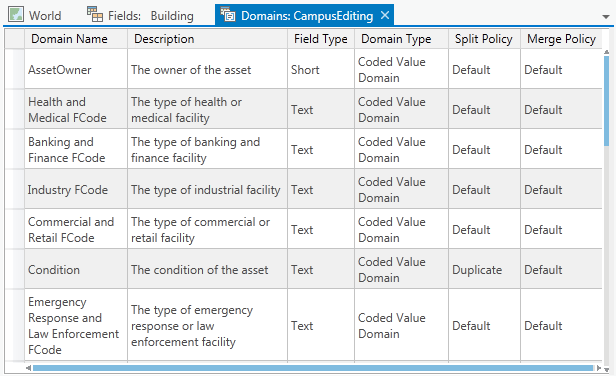 World Fields: Building Domains: CampusEditing
Domain Name Description Field Type Domain Type Split Policy Merge Policy
AssetOwner The owner of the asset Short Coded Value Domain Default Default
Health and Medical FCode The type of health or medical facility Text Coded Value Domain Default Default
Banking and Finance FCode The type of banking and finance facility Text Coded Value Domain Default Default
Industry FCode The type of industrial facility Text Coded Value Domain Default Default
Commercial and Retail FCode The type of commercial or retail facility Text Coded Value Domain Default Default
Condition The condition of the asset Text Coded Value Domain Duplicate Default
Emergency Response and Law Enforcement FCode The type of emergency response or law enforcement facility Text Coded Value Domain Default Default